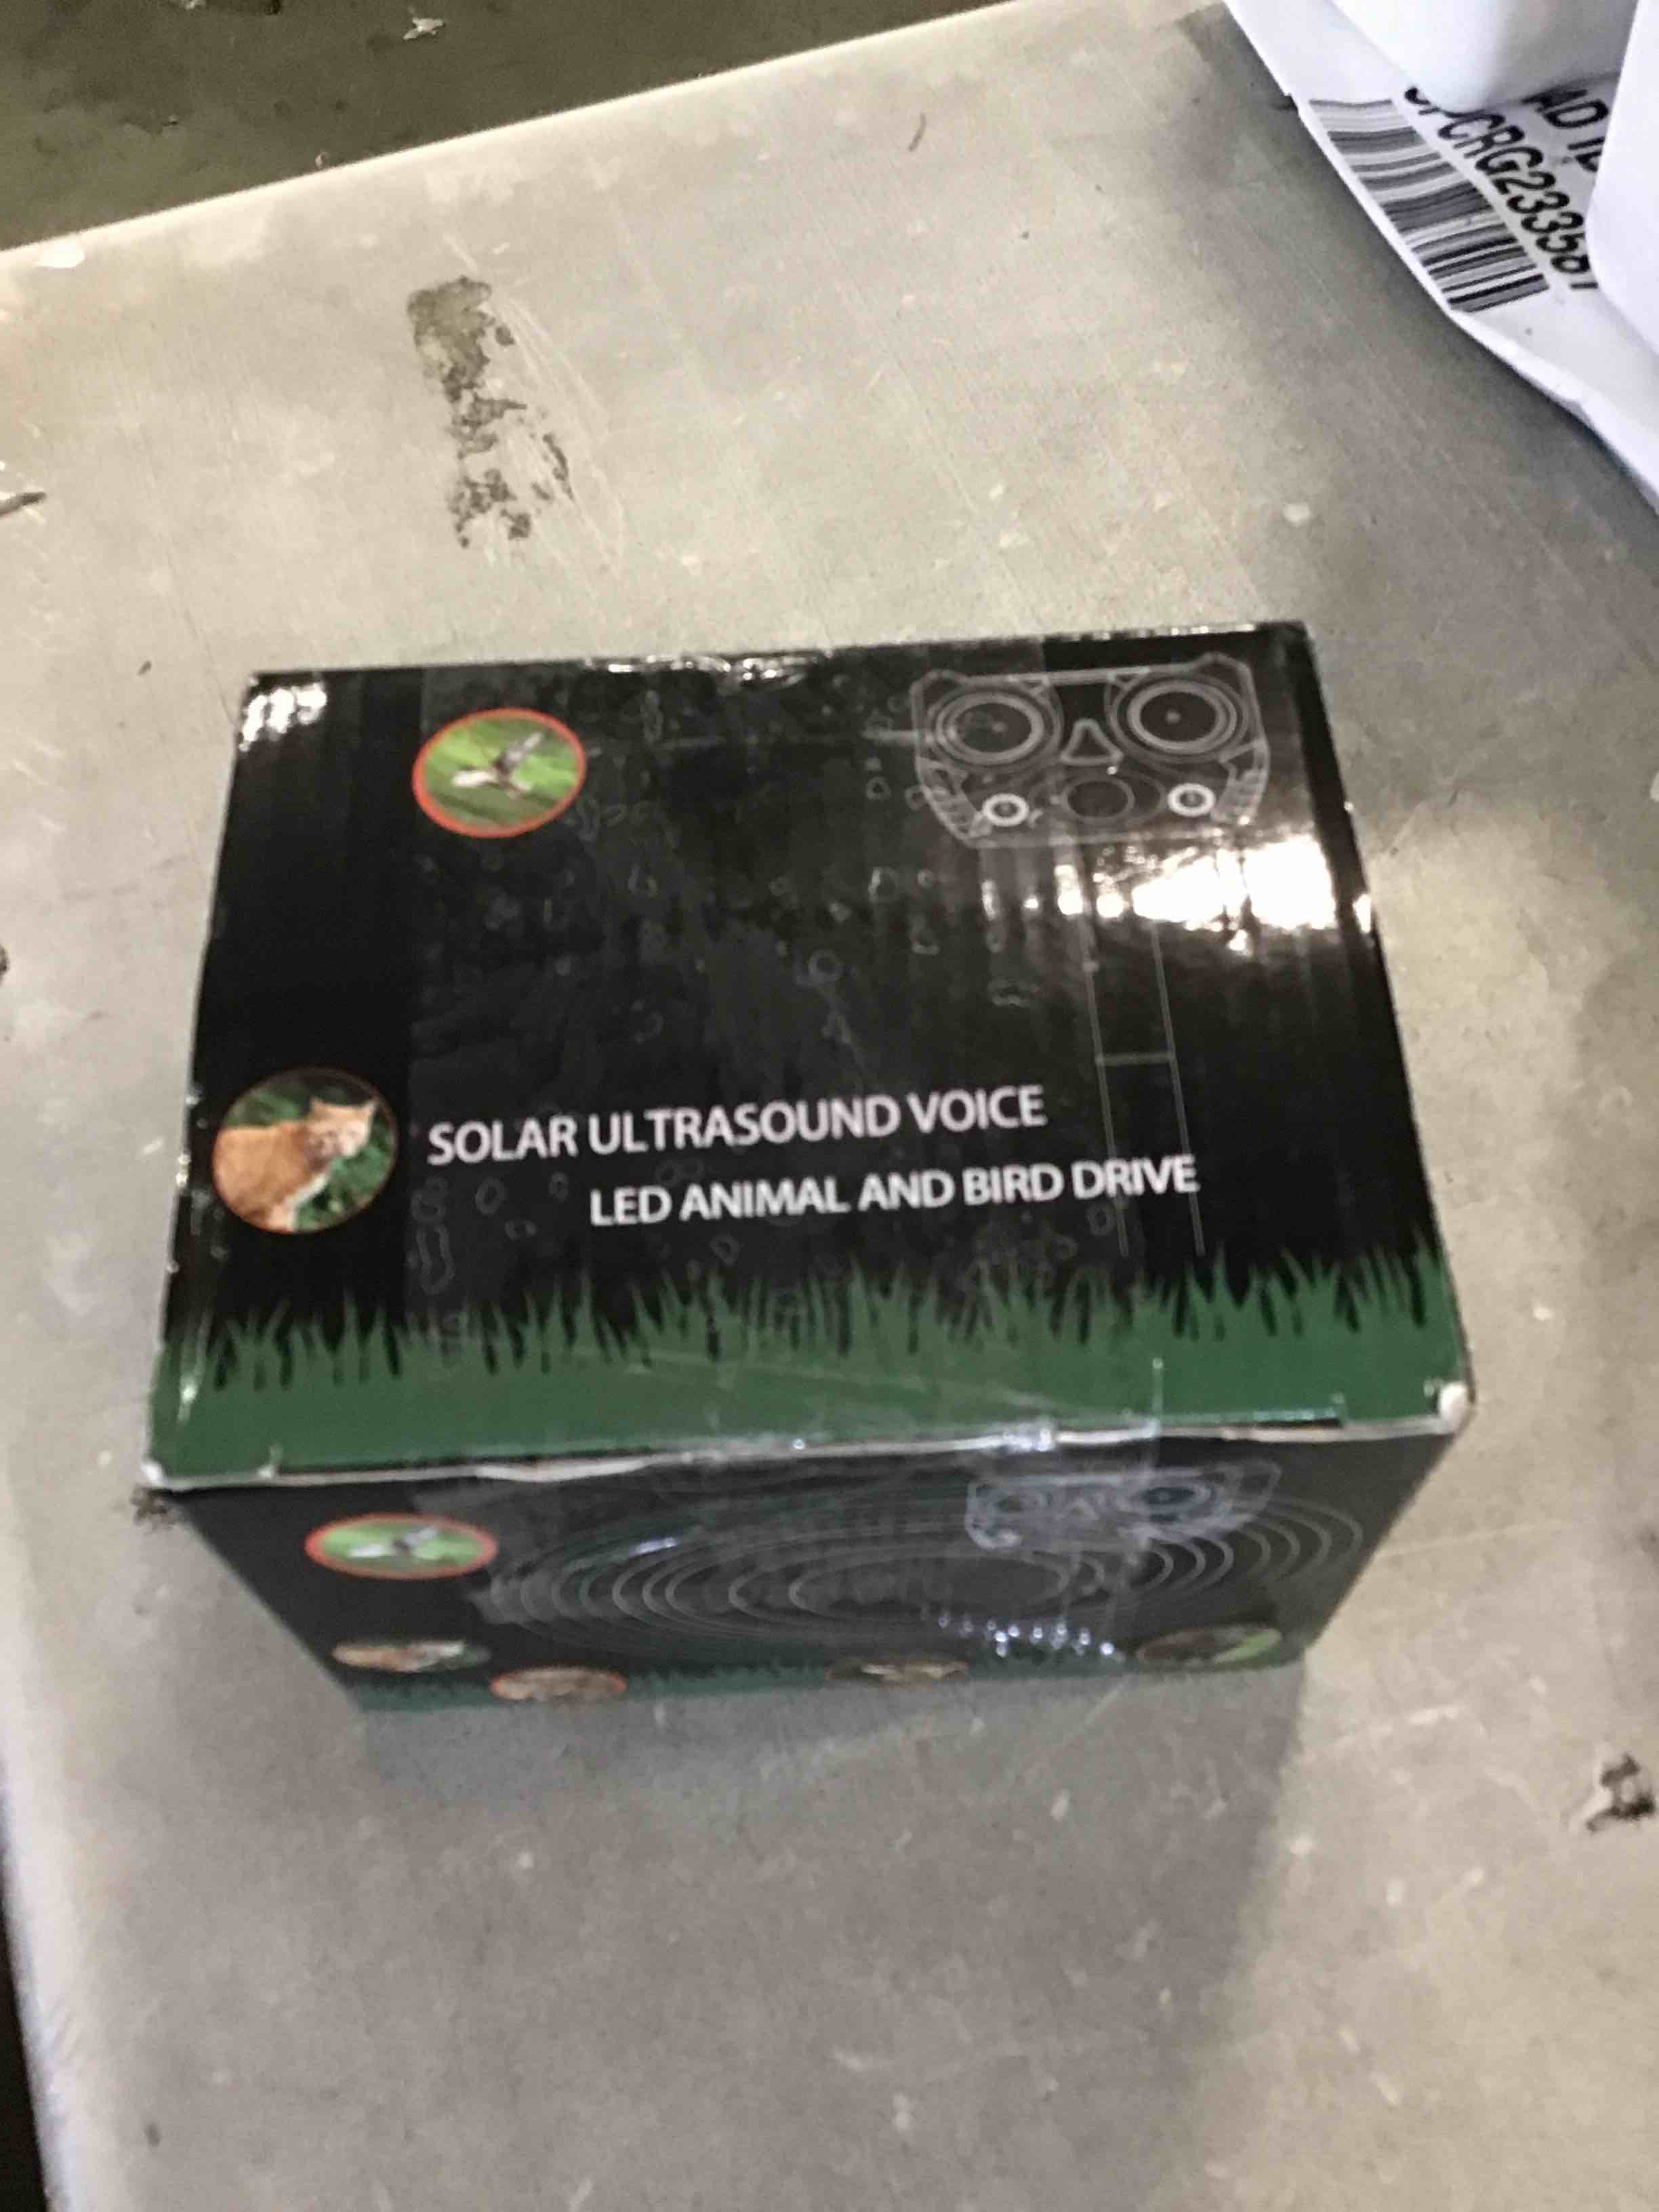 SOLAR ULTRASOUND VOICE
LED ANIMAL AND BIRD DRIVE